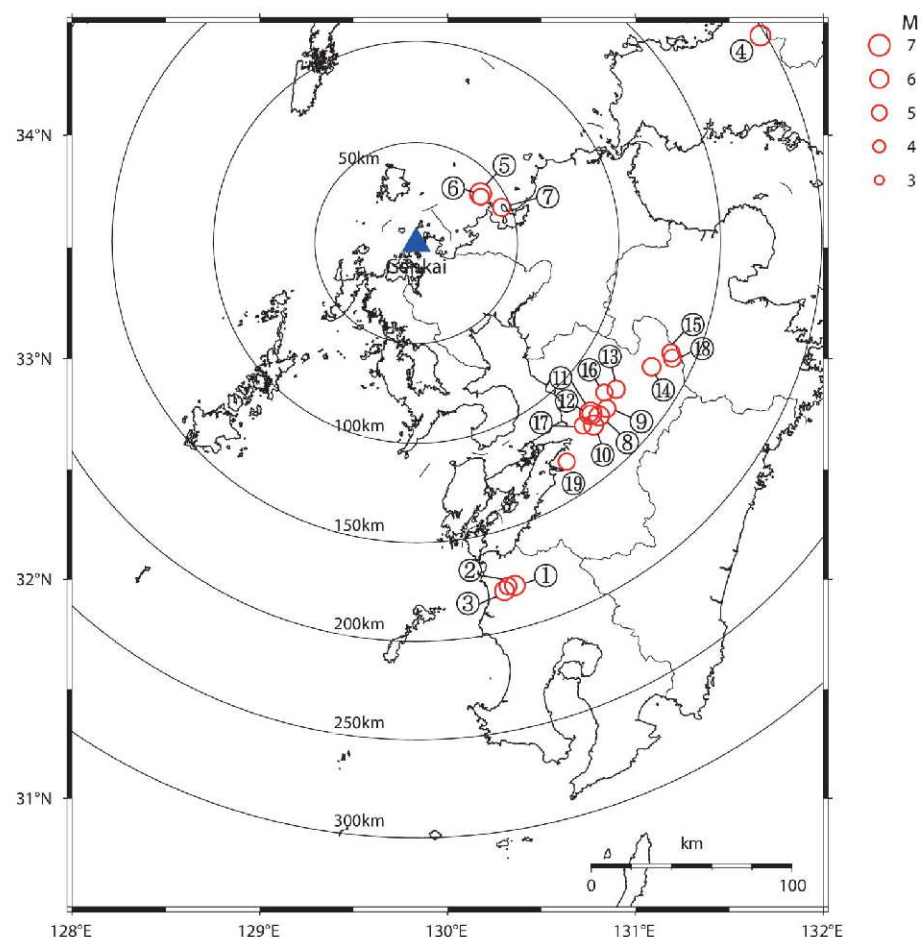 M
7
6
5
4
3
④
34°N
50km
⑤
⑥
⑦
Genkai
⑮
33°N
⑬
⑱
⑯
⑪
⑭
⑫
⑰
⑨
⑧
100km
⑩
⑲
150km
②
①
32°N
③
200km
250km
31°N
300km
km
0
100
128°E
129°E
130°E
131°E
132°E